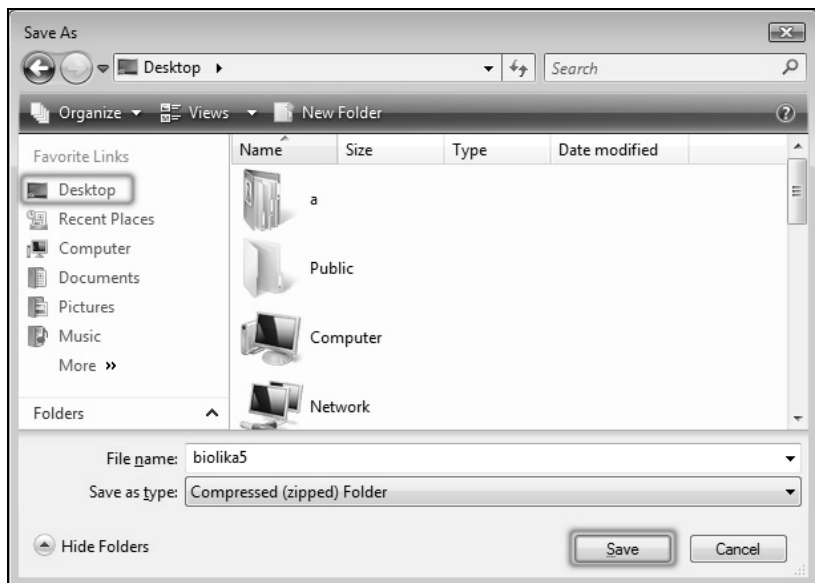 Save As
Desktop
Search
Organize Views New Folder
Favorite Links
Desktop
Recent Places
Computer
Documents
Pictures
Music
More »
Folders
Name Size Type Date modified
a
Public
Computer
Network
File name: biolika5
Save as type: Compressed (zipped) Folder
Hide Folders
Save Cancel